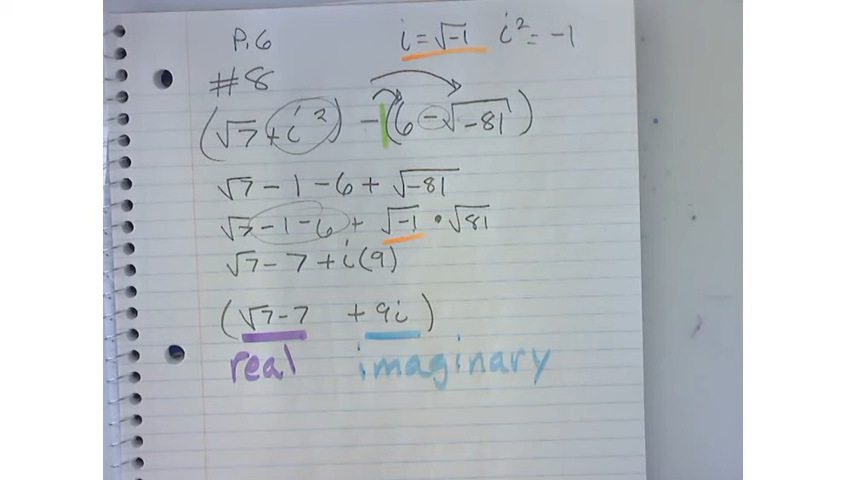 P.6 i = √-1 i² = -1
#8
(√7 + i²) - 1(6 - √-81)
√7 - 1 - 6 + √-81
√7 - 1 - 6 + √-1 • √81
√7 - 7 + i(9)
(√7 - 7 + 9i)
real imaginary